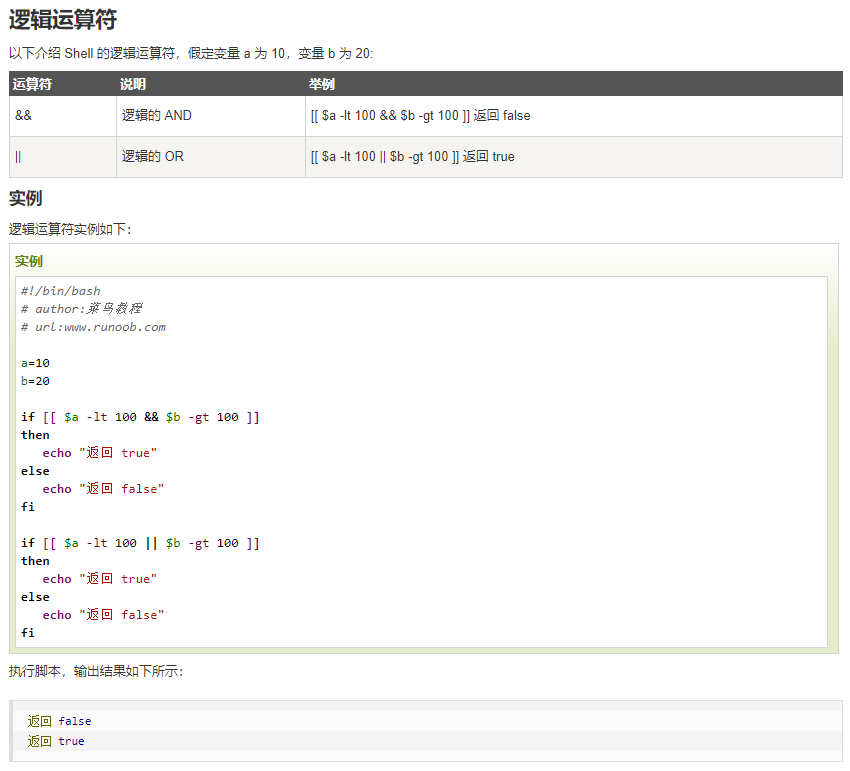 逻辑运算符
以下介绍 Shell 的逻辑运算符，假定变量 a 为 10，变量 b 为 20:
运算符 说明 举例
&& 逻辑的 AND [[ $a -lt 100 && $b -gt 100 ]] 返回 false
|| 逻辑的 OR [[ $a -lt 100 || $b -gt 100 ]] 返回 true
实例
逻辑运算符实例如下：
实例
#!/bin/bash
# author:菜鸟教程
# url:www.runoob.com
a=10
b=20
if [[ $a -lt 100 && $b -gt 100 ]]
then
   echo "返回 true"
else
   echo "返回 false"
fi
if [[ $a -lt 100 || $b -gt 100 ]]
then
   echo "返回 true"
else
   echo "返回 false"
fi
执行脚本，输出结果如下所示：
返回 false
返回 true